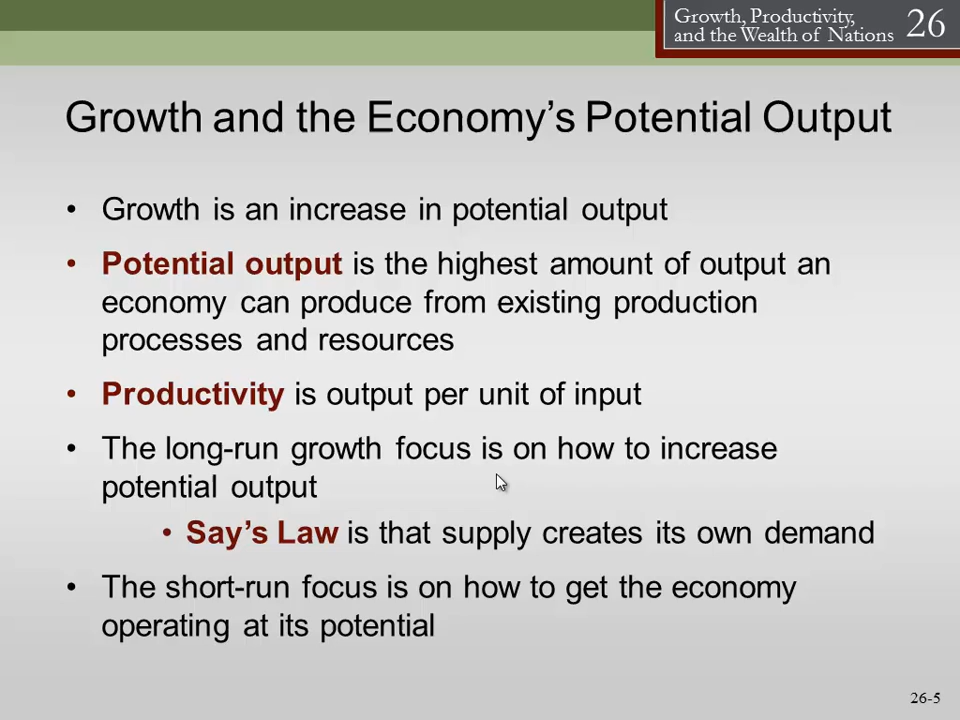 Growth, Productivity,
and the Wealth of Nations
26
Growth and the Economy’s Potential Output
• Growth is an increase in potential output
• Potential output is the highest amount of output an
economy can produce from existing production
processes and resources
• Productivity is output per unit of input
• The long-run growth focus is on how to increase
potential output
• Say’s Law is that supply creates its own demand
• The short-run focus is on how to get the economy
operating at its potential
26-5